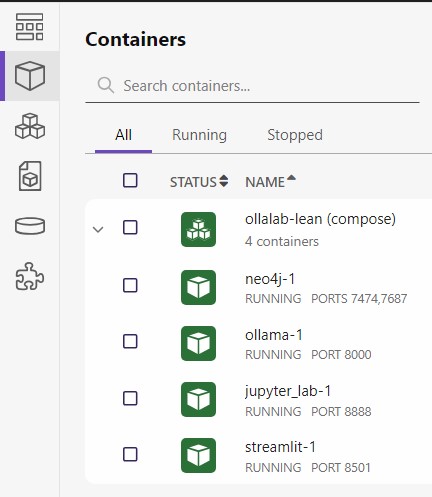 Containers
Search containers...
All Running Stopped
STATUS NAME
ollalab-lean (compose)
4 containers
neo4j-1
RUNNING PORTS 7474,7687
ollama-1
RUNNING PORT 8000
jupyter_lab-1
RUNNING PORT 8888
streamlit-1
RUNNING PORT 8501